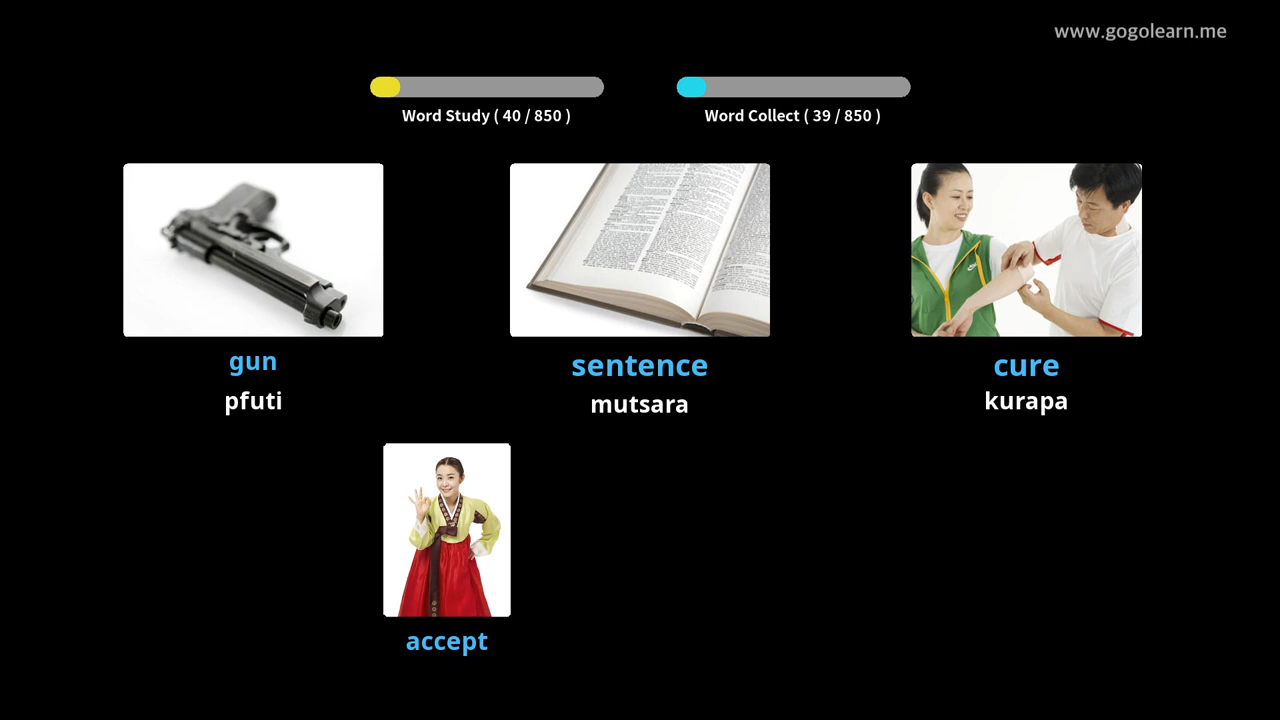 www.gogolearn.me
Word Study ( 40 / 850 )
Word Collect ( 39 / 850 )
gun
pfuti
sentence
mutsara
cure
kurapa
accept